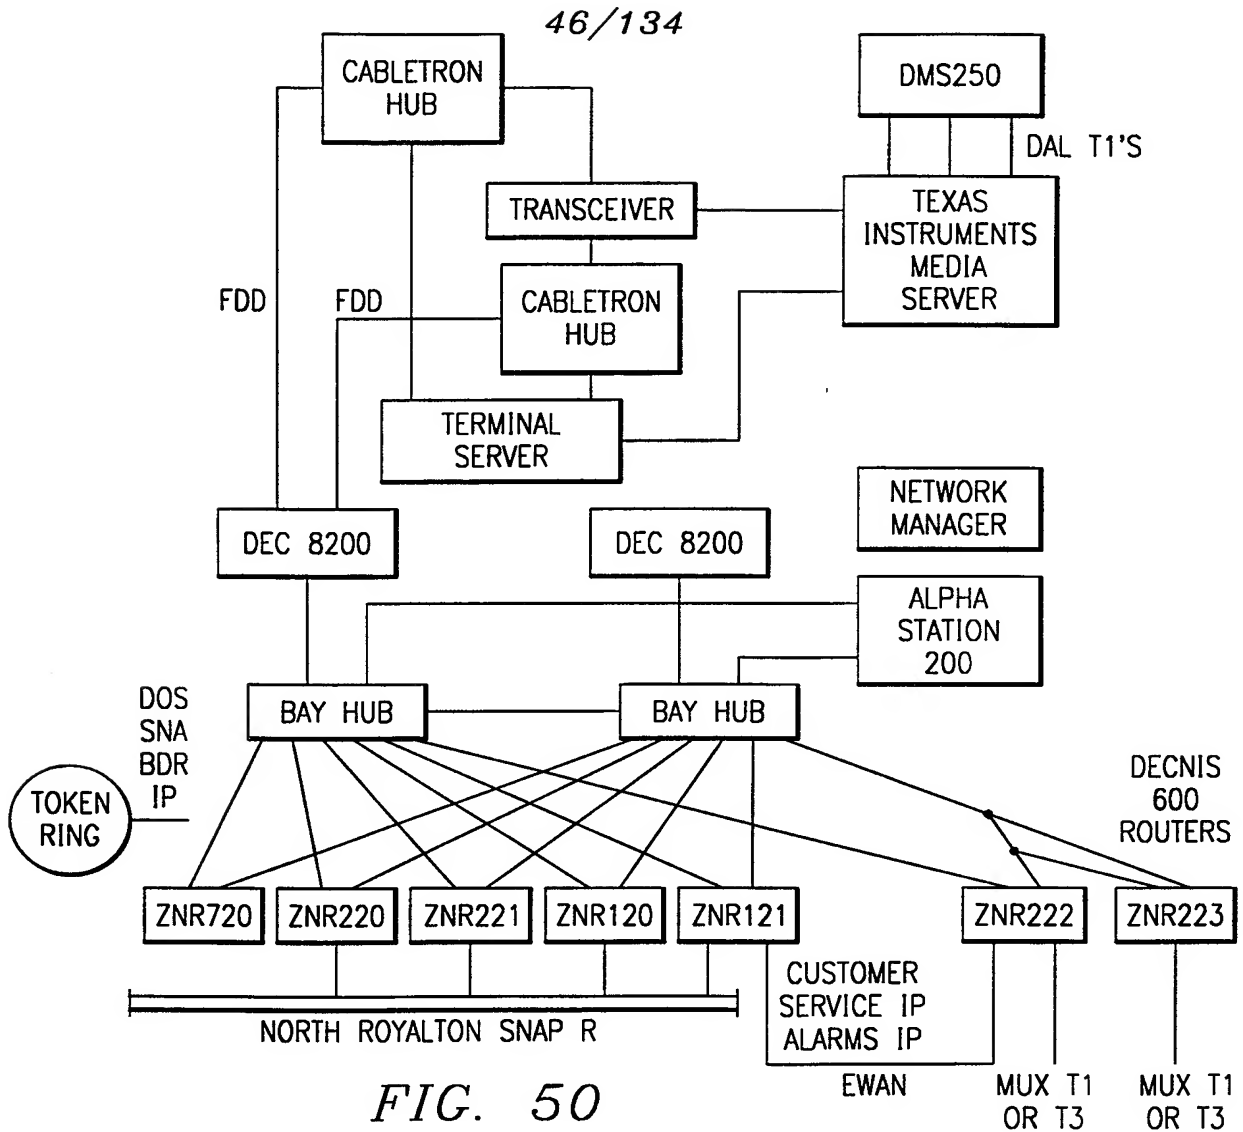 46/134
CABLETRON
HUB
DMS250
DAL T1'S
TRANSCEIVER
TEXAS
INSTRUMENTS
MEDIA
SERVER
FDD
FDD
CABLETRON
HUB
TERMINAL
SERVER
NETWORK
MANAGER
DEC 8200
DEC 8200
ALPHA
STATION
200
BAY HUB
BAY HUB
DOS
SNA
BDR
IP
TOKEN
RING
DECNIS
600
ROUTERS
ZNR720
ZNR220
ZNR221
ZNR120
ZNR121
ZNR222
ZNR223
NORTH ROYALTON SNAP R
CUSTOMER
SERVICE IP
ALARMS IP
EWAN
MUX T1
OR T3
MUX T1
OR T3
FIG. 50